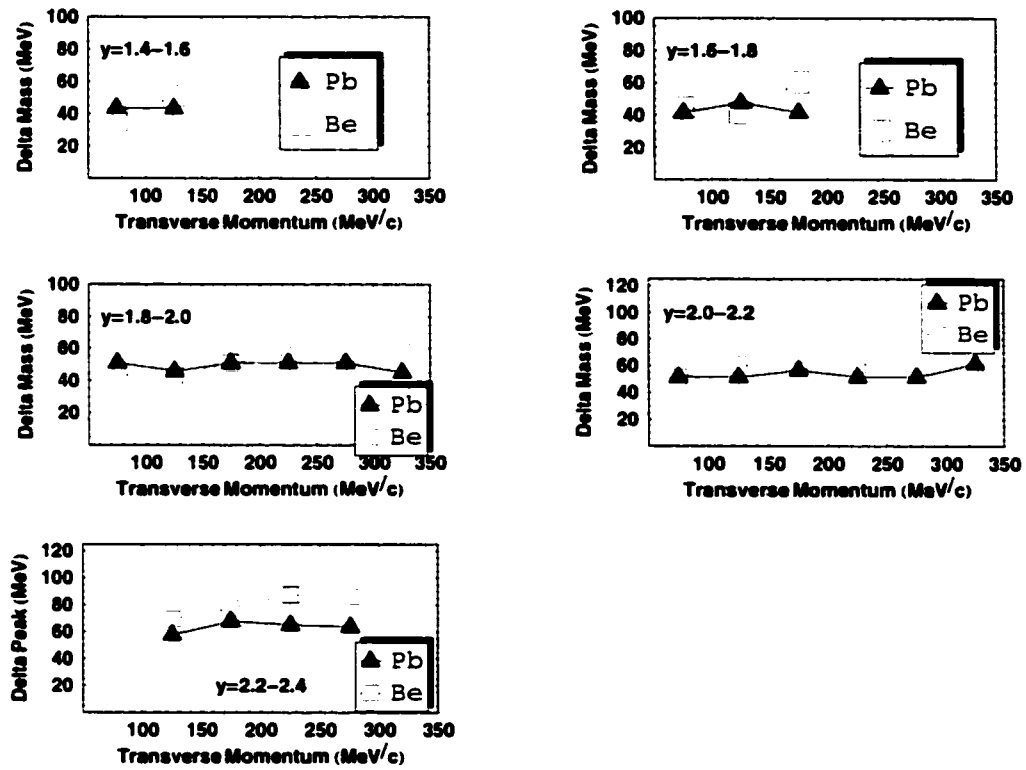 Delta Mass (MeV)
100
80
60
40
20
y=1.4-1.6
Pb
Be
100 150 200 250 300 350
Transverse Momentum (MeV/c)
Delta Mass (MeV)
100
80
60
40
20
y=1.6-1.8
Pb
Be
100 150 200 250 300 350
Transverse Momentum (MeV/c)
Delta Mass (MeV)
100
80
60
40
20
y=1.8-2.0
Pb
Be
100 150 200 250 300 350
Transverse Momentum (MeV/c)
Delta Mass (MeV)
120
100
80
60
40
20
y=2.0-2.2
Pb
Be
100 150 200 250 300 350
Transverse Momentum (MeV/c)
Delta Peak (MeV)
120
100
80
60
40
20
y=2.2-2.4
Pb
Be
100 150 200 250 300 350
Transverse Momentum (MeV/c)